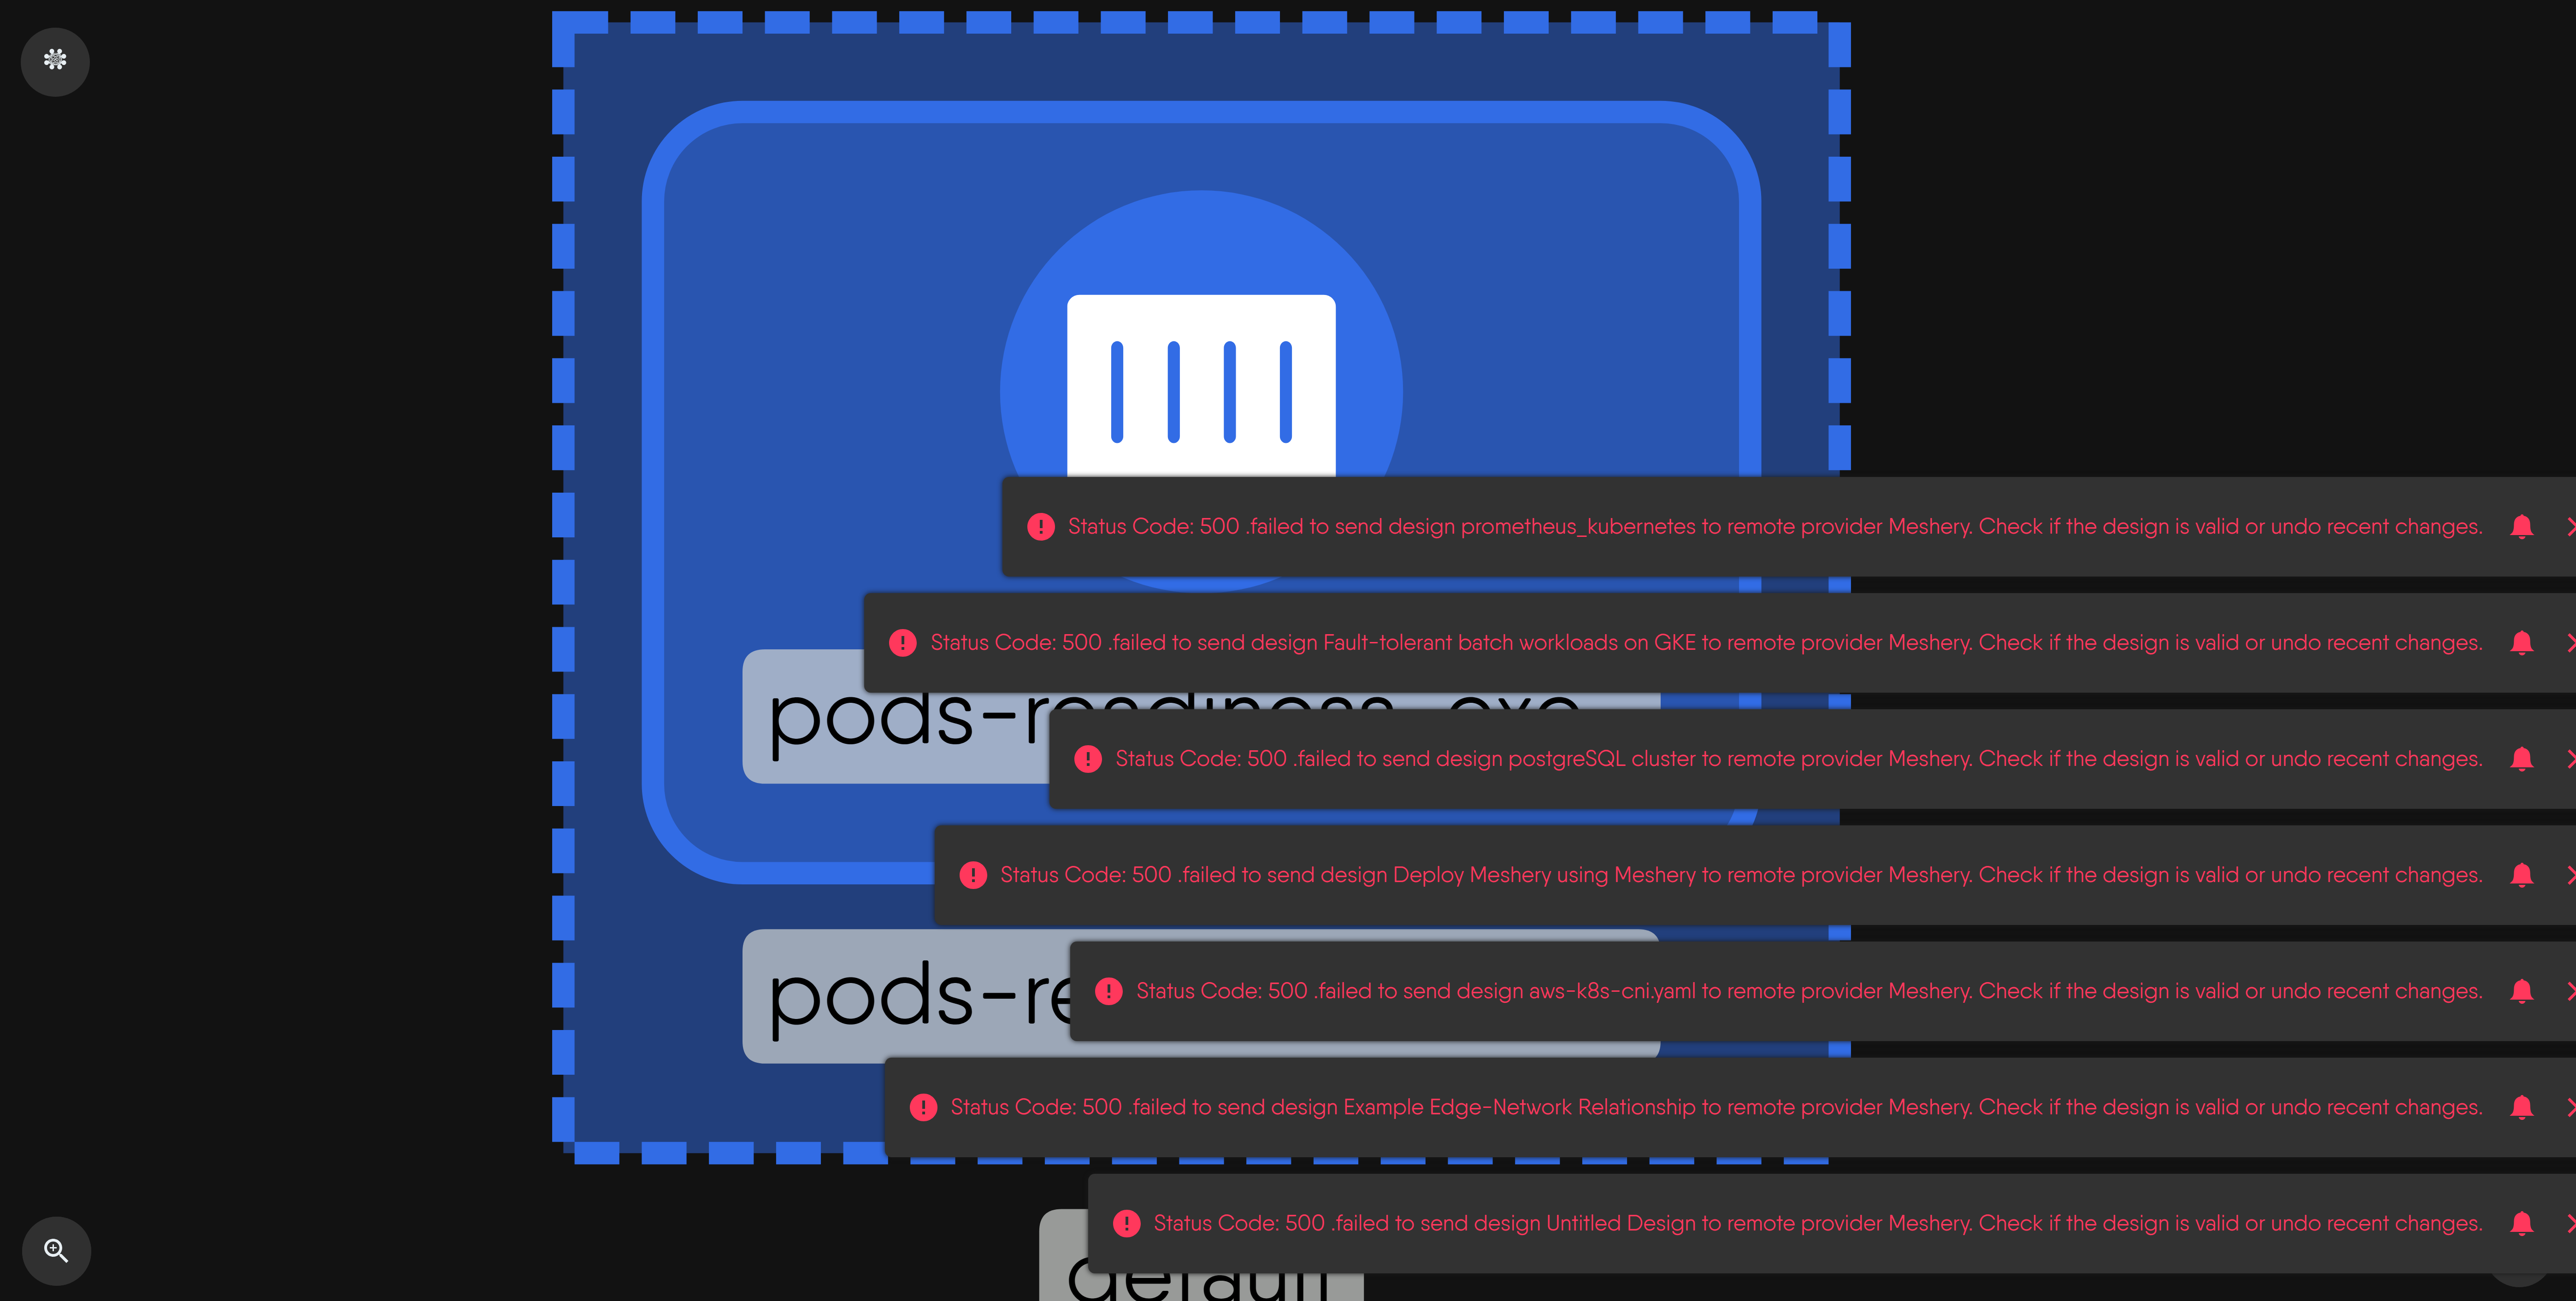 Status Code: 500 .failed to send design prometheus_kubernetes to remote provider Meshery. Check if the design is valid or undo recent changes.
Status Code: 500 .failed to send design Fault-tolerant batch workloads on GKE to remote provider Meshery. Check if the design is valid or undo recent changes.
pods-readiness-exe
Status Code: 500 .failed to send design postgreSQL cluster to remote provider Meshery. Check if the design is valid or undo recent changes.
Status Code: 500 .failed to send design Deploy Meshery using Meshery to remote provider Meshery. Check if the design is valid or undo recent changes.
pods-re
Status Code: 500 .failed to send design aws-k8s-cni.yaml to remote provider Meshery. Check if the design is valid or undo recent changes.
Status Code: 500 .failed to send design Example Edge-Network Relationship to remote provider Meshery. Check if the design is valid or undo recent changes.
Status Code: 500 .failed to send design Untitled Design to remote provider Meshery. Check if the design is valid or undo recent changes.
default